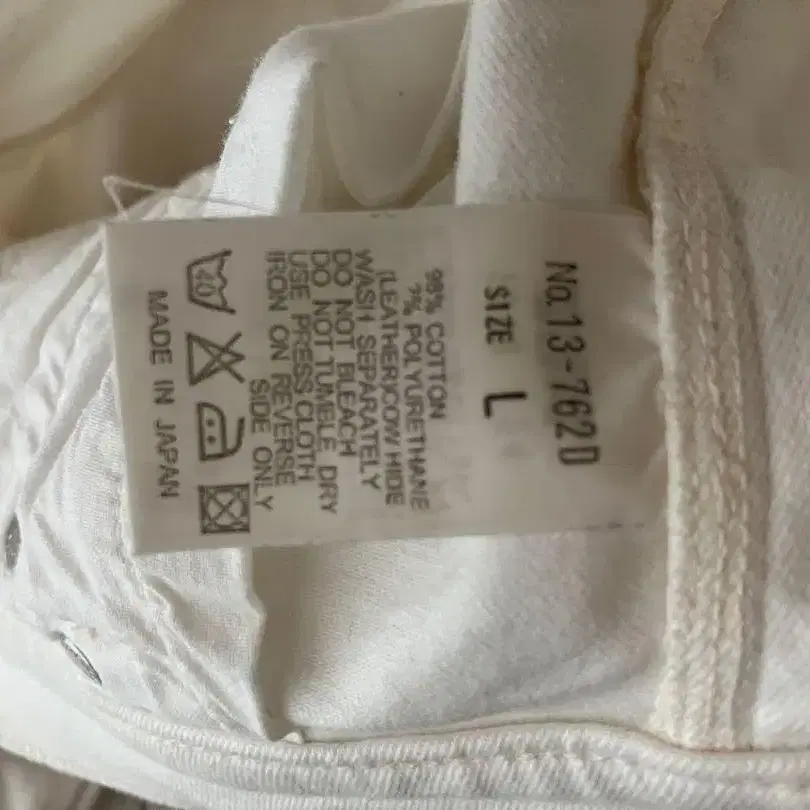 No.13-762D
SIZE L
98% COTTON
2% POLYURETHANE
(LEATHER)COW HIDE
WASH SEPARATELY
DO NOT BLEACH
DO NOT TUMBLE DRY
USE PRESS CLOTH
IRON ON REVERSE
SIDE ONLY
40
MADE IN JAPAN